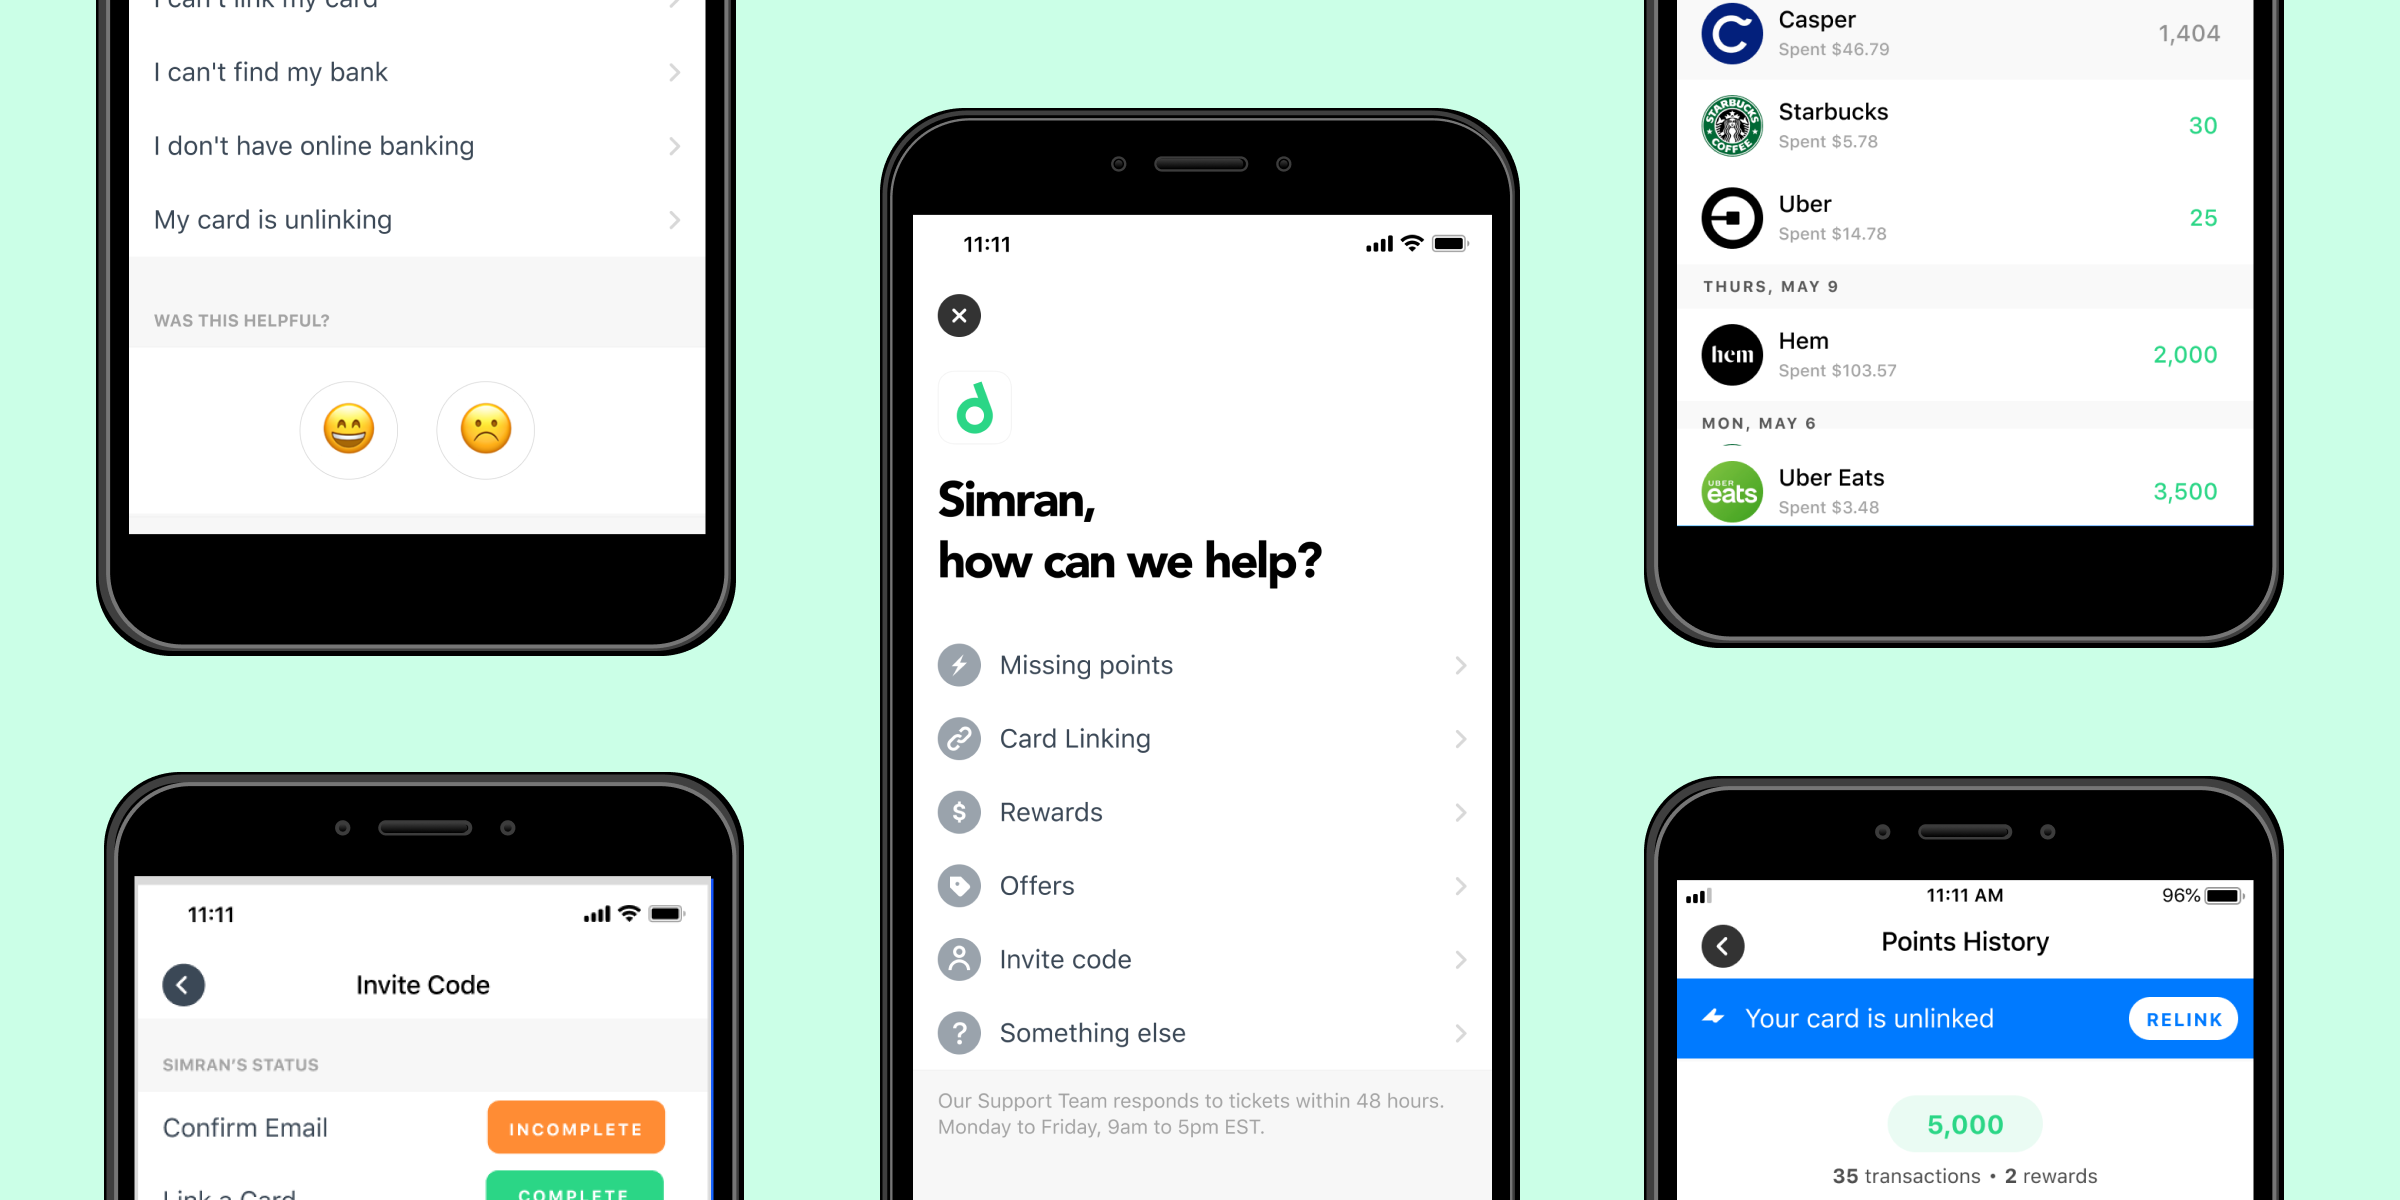 I can't link my card
I can't find my bank
I don't have online banking
My card is unlinking
WAS THIS HELPFUL?
11:11
Invite Code
SIMRAN'S STATUS
Confirm Email
INCOMPLETE
Link a Card
COMPLETE
11:11
Simran,
how can we help?
Missing points
Card Linking
Rewards
Offers
Invite code
Something else
Our Support Team responds to tickets within 48 hours.
Monday to Friday, 9am to 5pm EST.
Casper
1,404
Spent $46.79
STARBUCKS
COFFEE
Starbucks
30
Spent $5.78
Uber
25
Spent $14.78
THURS, MAY 9
hem
Hem
2,000
Spent $103.57
MON, MAY 6
UBER
eats
Uber Eats
3,500
Spent $3.48
11:11 AM
96%
Points History
Your card is unlinked
RELINK
5,000
35 transactions • 2 rewards